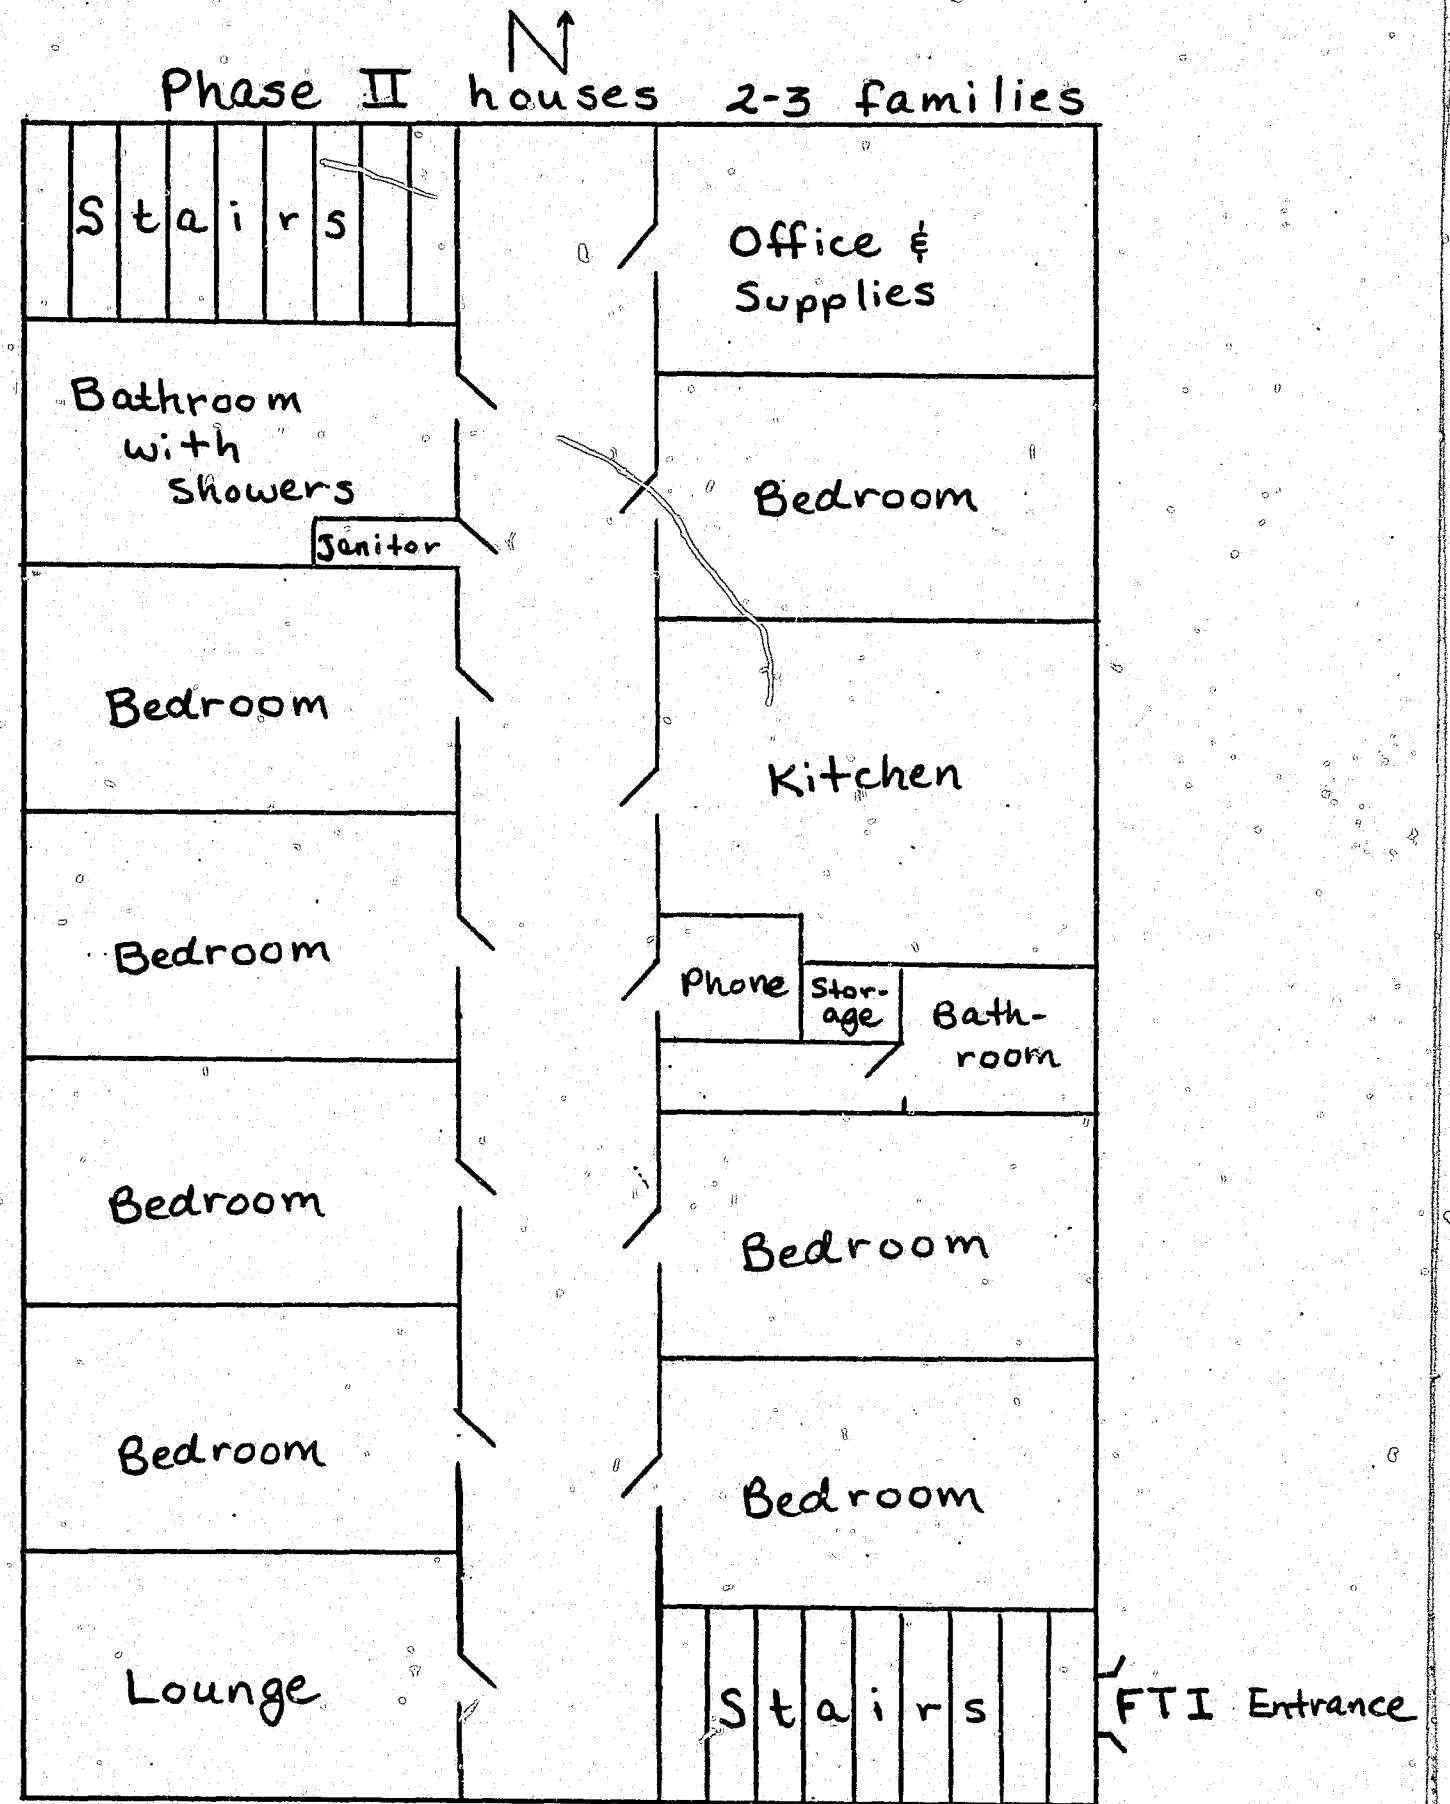 N
Phase II houses 2-3 families
Stairs
Office &
Supplies
Bathroom
with
showers
Janitor
Bedroom
Bedroom
Kitchen
Bedroom
Phone
Stor-
age
Bath-
room
Bedroom
Bedroom
Bedroom
Bedroom
Lounge
Stairs
FTI Entrance